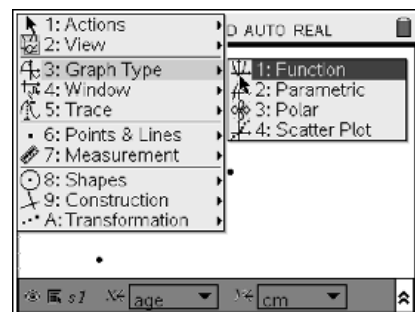 1: Actions
2: View
3: Graph Type
4: Window
5: Trace
6: Points & Lines
7: Measurement
8: Shapes
9: Construction
A: Transformation
D AUTO REAL
1: Function
2: Parametric
3: Polar
4: Scatter Plot
s1 x← age y← cm